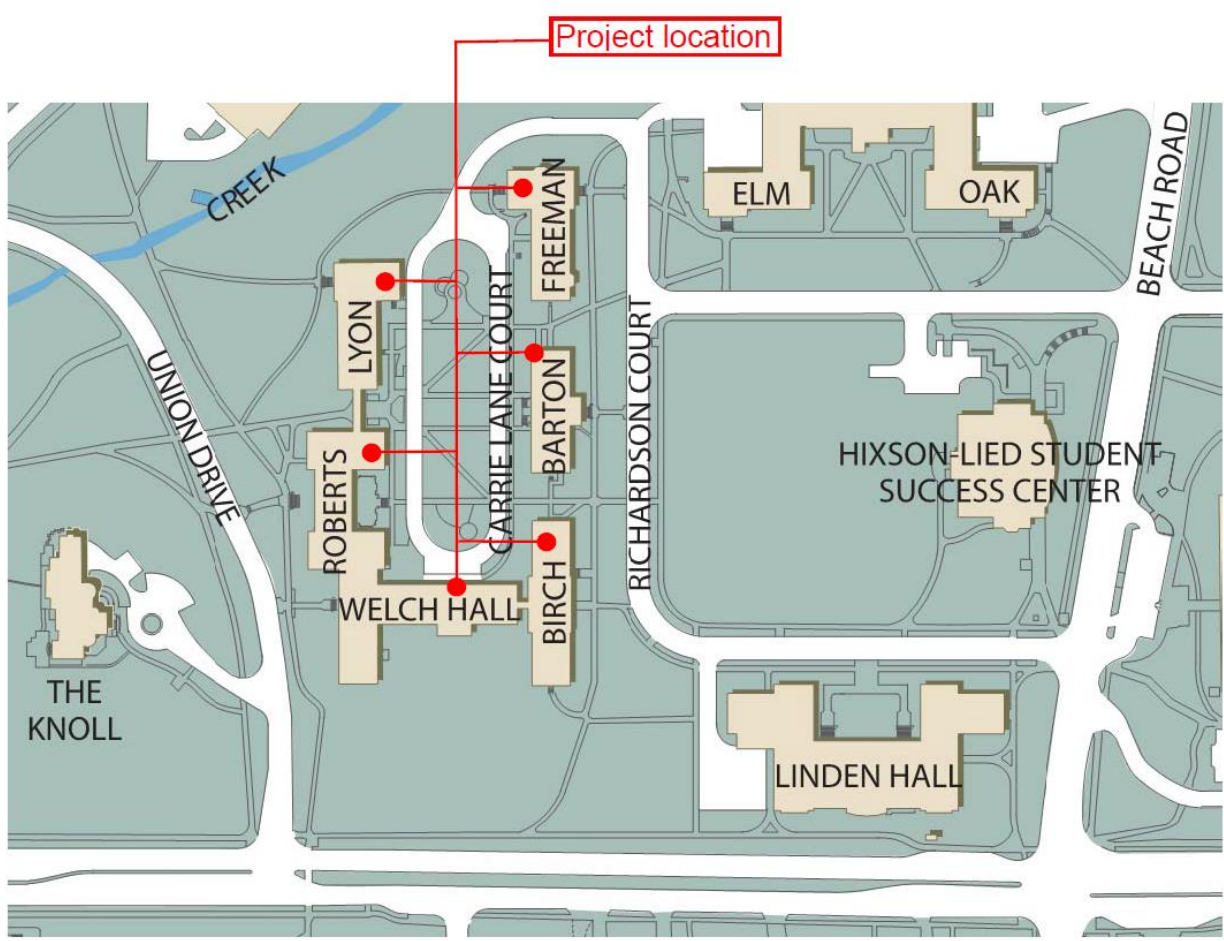 Project location
CREEK
FREEMAN
ELM
OAK
BEACH ROAD
LYON
CARRIE LANE COURT
BARTON
RICHARDSON COURT
UNION DRIVE
ROBERTS
HIXSON-LIED STUDENT
SUCCESS CENTER
WELCH HALL
BIRCH
THE
KNOLL
LINDEN HALL